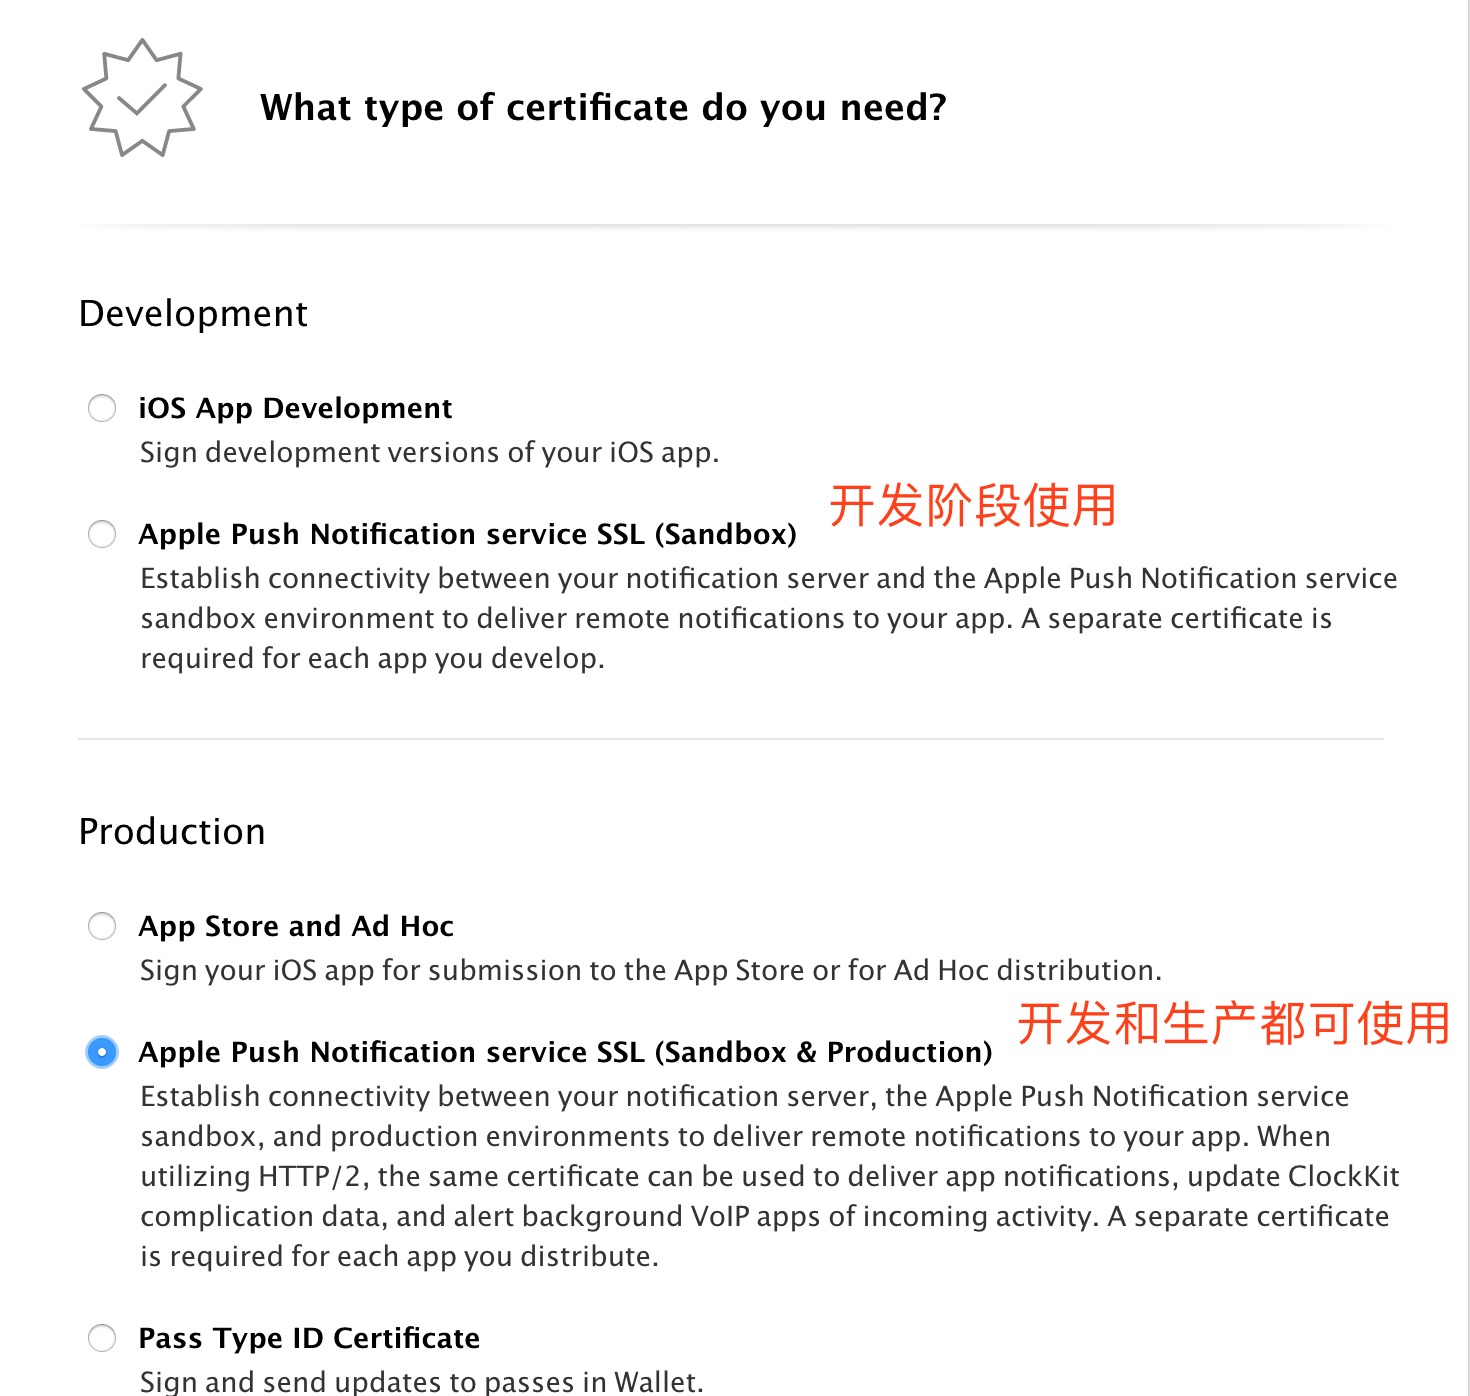 What type of certificate do you need?
Development
iOS App Development
Sign development versions of your iOS app.
开发阶段使用
Apple Push Notification service SSL (Sandbox)
Establish connectivity between your notification server and the Apple Push Notification service
sandbox environment to deliver remote notifications to your app. A separate certificate is
required for each app you develop.
Production
App Store and Ad Hoc
Sign your iOS app for submission to the App Store or for Ad Hoc distribution.
开发和生产都可使用
Apple Push Notification service SSL (Sandbox & Production)
Establish connectivity between your notification server, the Apple Push Notification service
sandbox, and production environments to deliver remote notifications to your app. When
utilizing HTTP/2, the same certificate can be used to deliver app notifications, update ClockKit
complication data, and alert background VoIP apps of incoming activity. A separate certificate
is required for each app you distribute.
Pass Type ID Certificate
Sign and send updates to passes in Wallet.